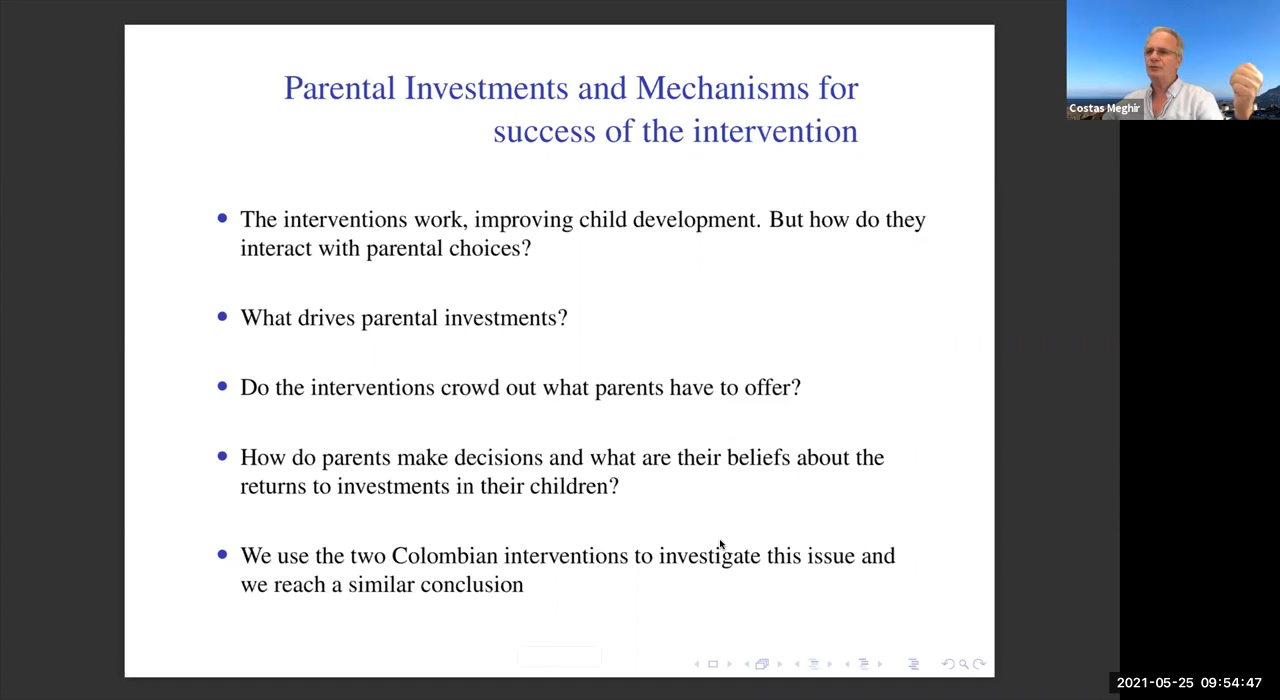 Parental Investments and Mechanisms for
success of the intervention
Costas Meghir
• The interventions work, improving child development. But how do they
interact with parental choices?
• What drives parental investments?
• Do the interventions crowd out what parents have to offer?
• How do parents make decisions and what are their beliefs about the
returns to investments in their children?
• We use the two Colombian interventions to investigate this issue and
we reach a similar conclusion
2021-05-25 09:54:47